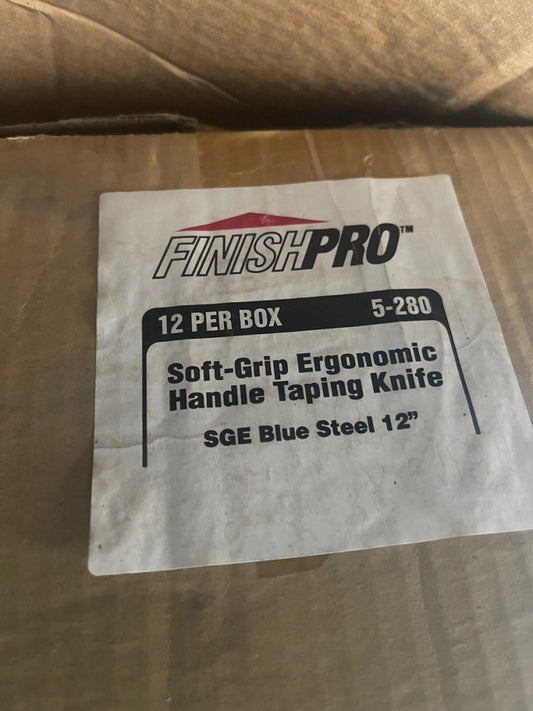 FINISHPRO™
12 PER BOX 5-280
Soft-Grip Ergonomic
Handle Taping Knife
SGE Blue Steel 12”